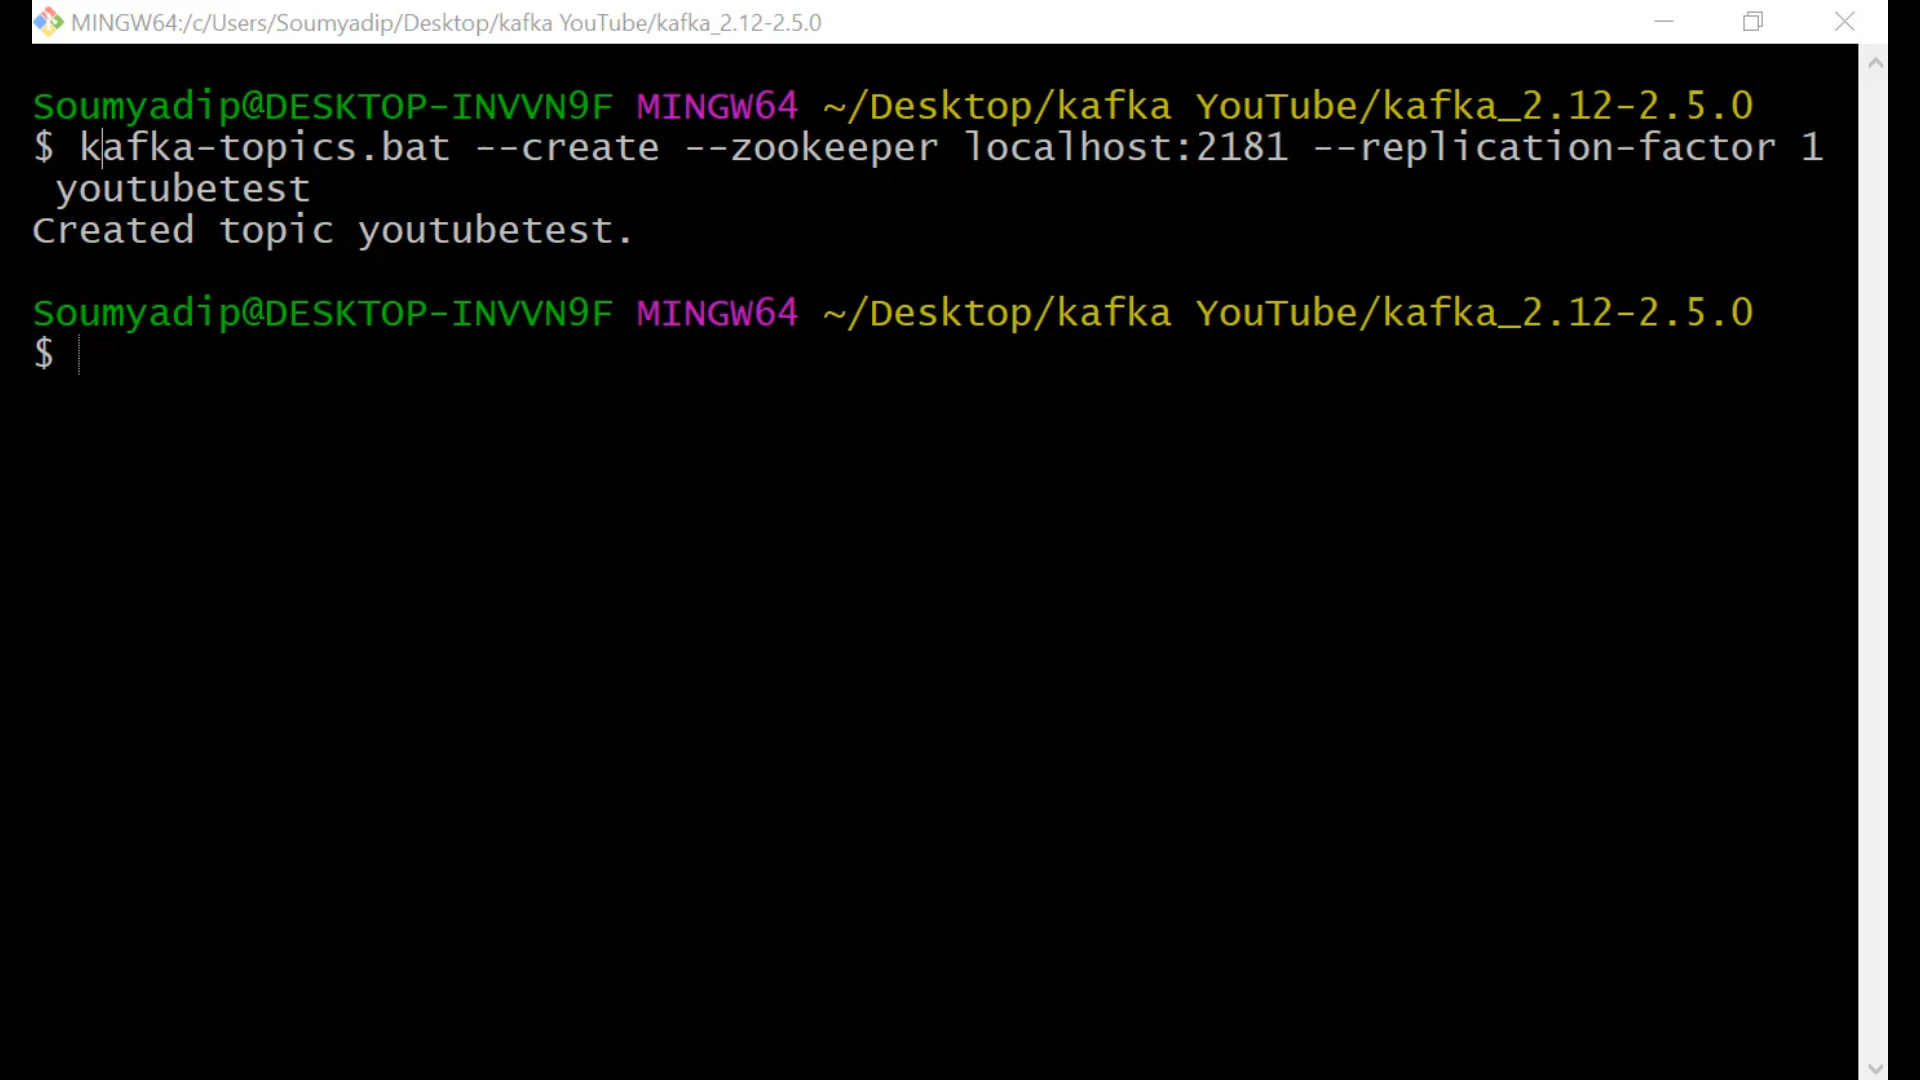 MINGW64:/c/Users/Soumyadip/Desktop/kafka YouTube/kafka_2.12-2.5.0
Soumyadip@DESKTOP-INVVN9F MINGW64 ~/Desktop/kafka YouTube/kafka_2.12-2.5.0
$ kafka-topics.bat --create --zookeeper localhost:2181 --replication-factor 1
youtubetest
Created topic youtubetest.
Soumyadip@DESKTOP-INVVN9F MINGW64 ~/Desktop/kafka YouTube/kafka_2.12-2.5.0
$